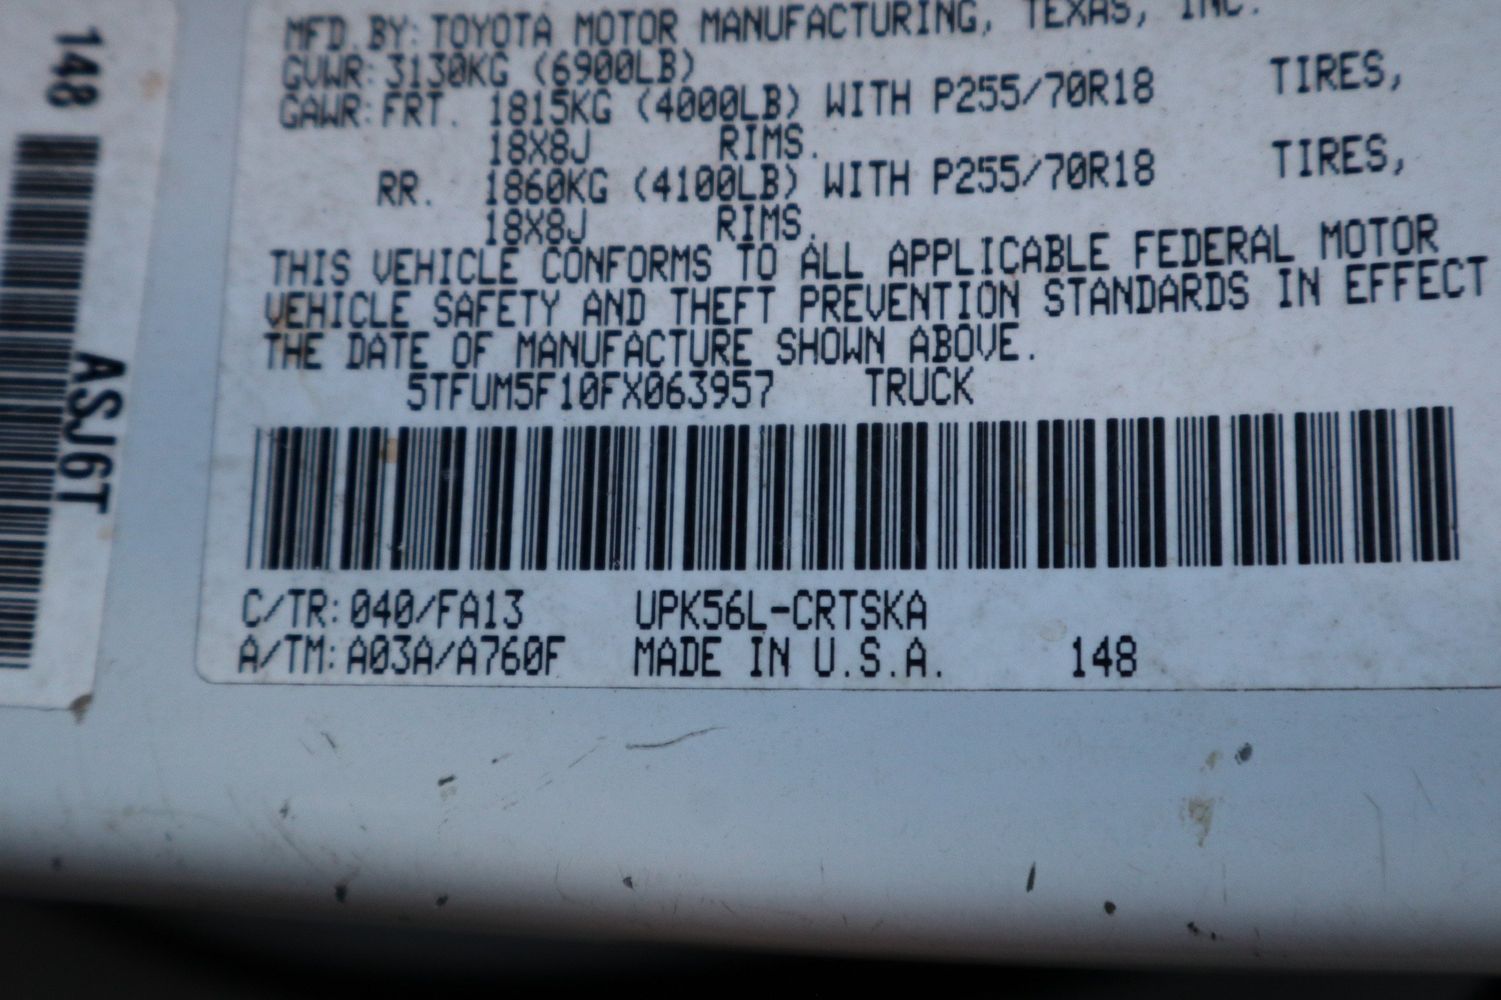 MFD. BY: TOYOTA MOTOR MANUFACTURING, TEXAS, INC.
GVWR: 3130KG (6900LB)
GAWR: FRT. 1815KG (4000LB) WITH P255/70R18 TIRES,
18X8J RIMS.
RR. 1860KG (4100LB) WITH P255/70R18 TIRES,
18X8J RIMS.
THIS VEHICLE CONFORMS TO ALL APPLICABLE FEDERAL MOTOR
VEHICLE SAFETY AND THEFT PREVENTION STANDARDS IN EFFECT
THE DATE OF MANUFACTURE SHOWN ABOVE.
5TFUM5F10FX063957 TRUCK
C/TR: 040/FA13 UPK56L-CRTSKA
A/TM: A03A/A760F MADE IN U.S.A. 148
148
ASJ6T